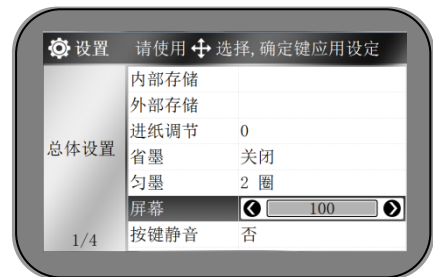 设置 请使用 选择,确定键应用设定
内部存储
外部存储
进纸调节 0
总体设置
省墨 关闭
匀墨 2 圈
屏幕 100
1/4
按键静音 否